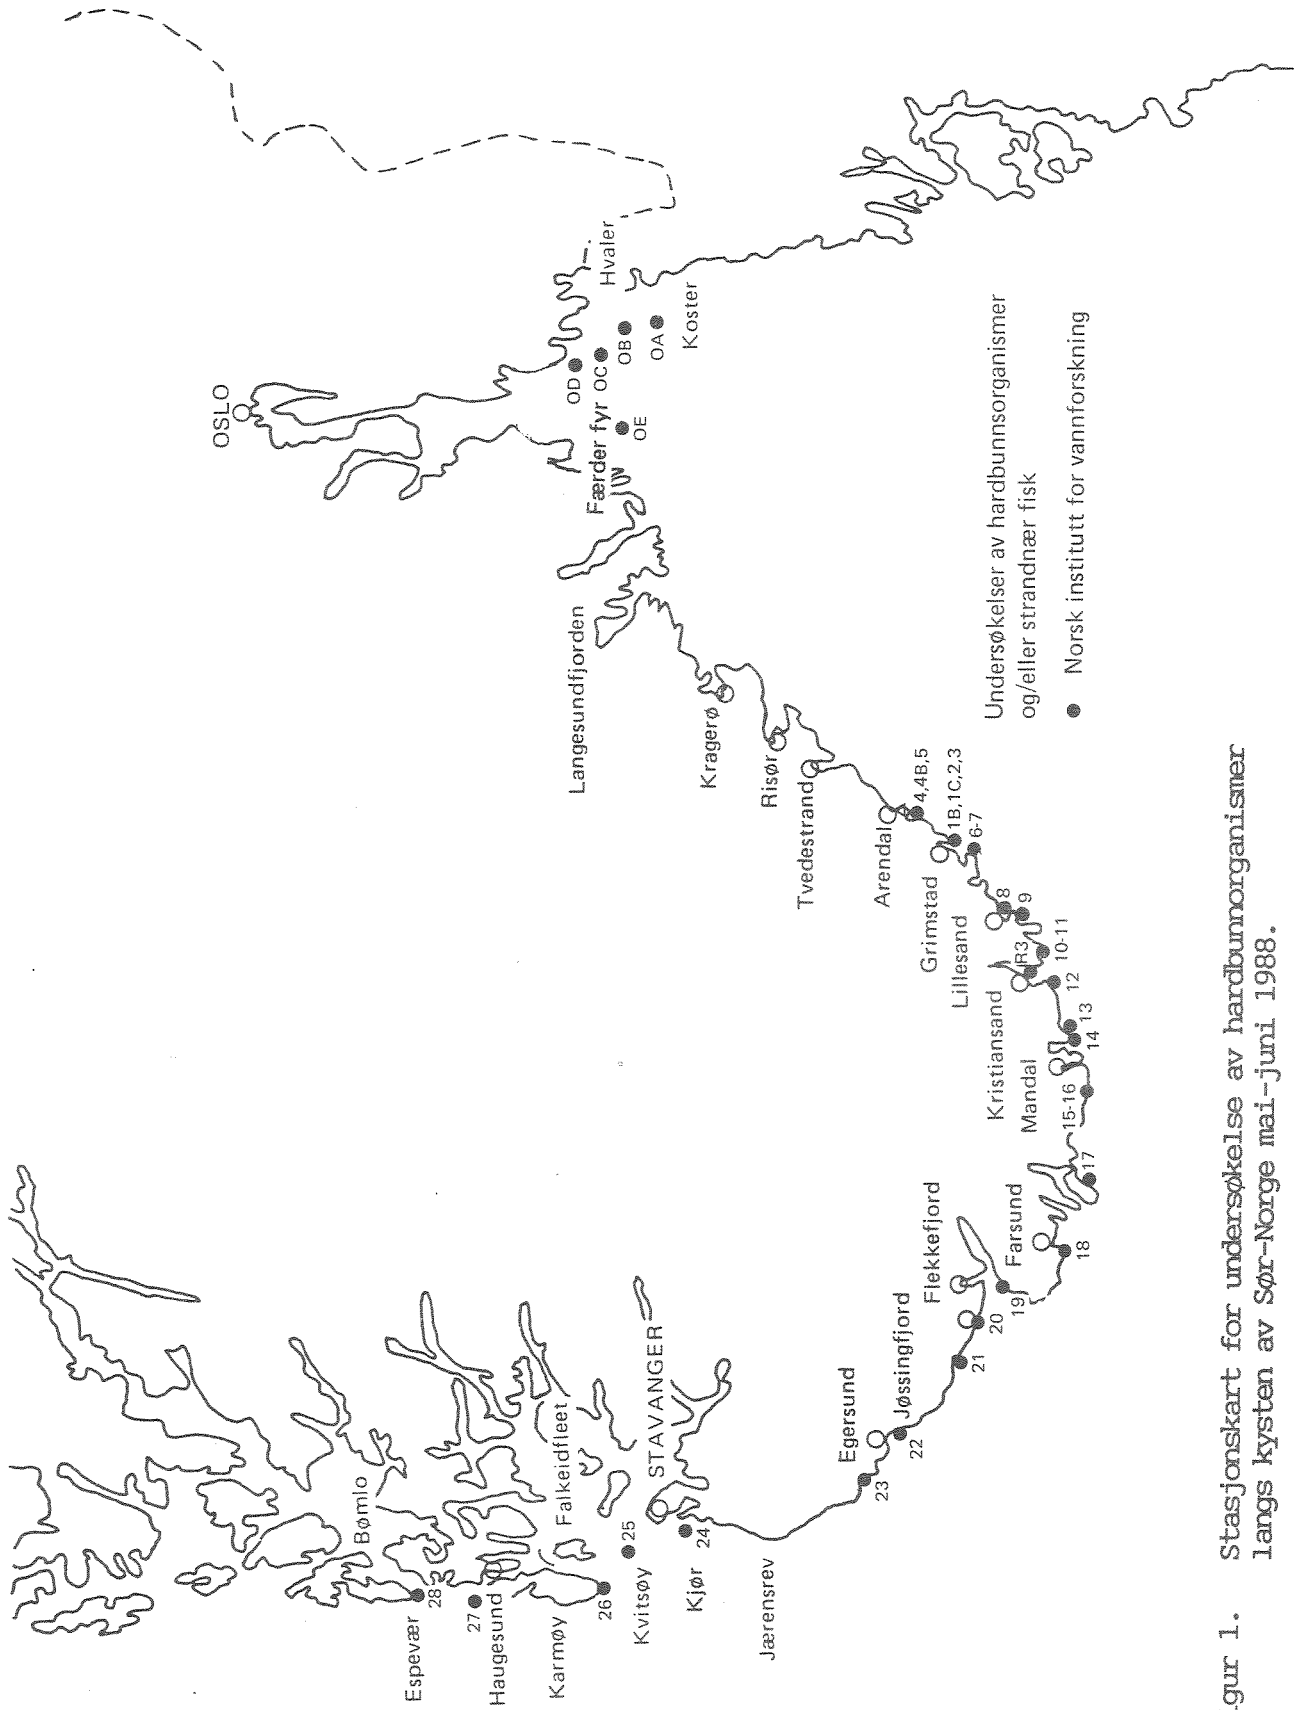 OSLO
Hvaler
Koster
OD
OC
OB
OA
OE
Færder fyr
Langesundfjorden
Kragerø
Risør
Tvedestrand
Arendal
4,4B,5
1B,1C,2,3
6-7
Grimstad
8
9
Lillesand
10-11
R3
12
Kristiansand
13
14
Mandal
15-16
17
Farsund
18
Flekkefjord
19
20
21
Jøssingfjord
22
Egersund
23
Jærensrev
Kjør
24
STAVANGER
Kvitsøy
25
Falkeidfleet
26
Karmøy
Haugesund
27
Bømlo
28
Espevær
Undersøkelser av hardbunnsorganismer
og/eller strandnær fisk
● Norsk institutt for vannforskning
.gur 1. Stasjonskart for undersøkelse av hardbunnorganismer
langs kysten av Sør-Norge mai-juni 1988.